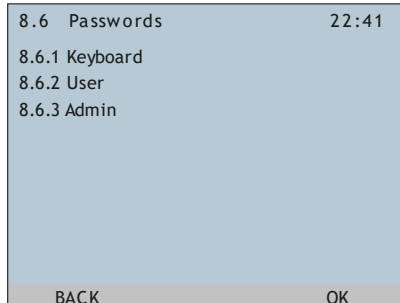 8.6 Passwords 22:41
8.6.1 Keyboard
8.6.2 User
8.6.3 Admin
BACK OK